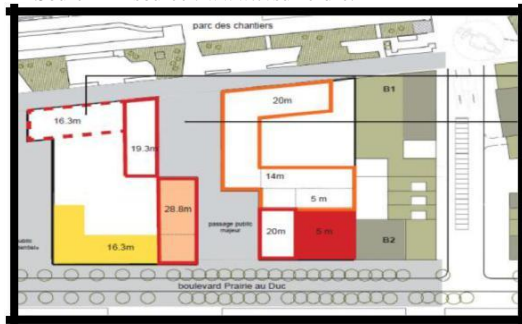 parc des chantiers
B1
20m
16.3m
19.3m
14m
5 m
28.8m
passage public
majeur
20m
5 m
B2
16.3m
boulevard Prairie au Duc